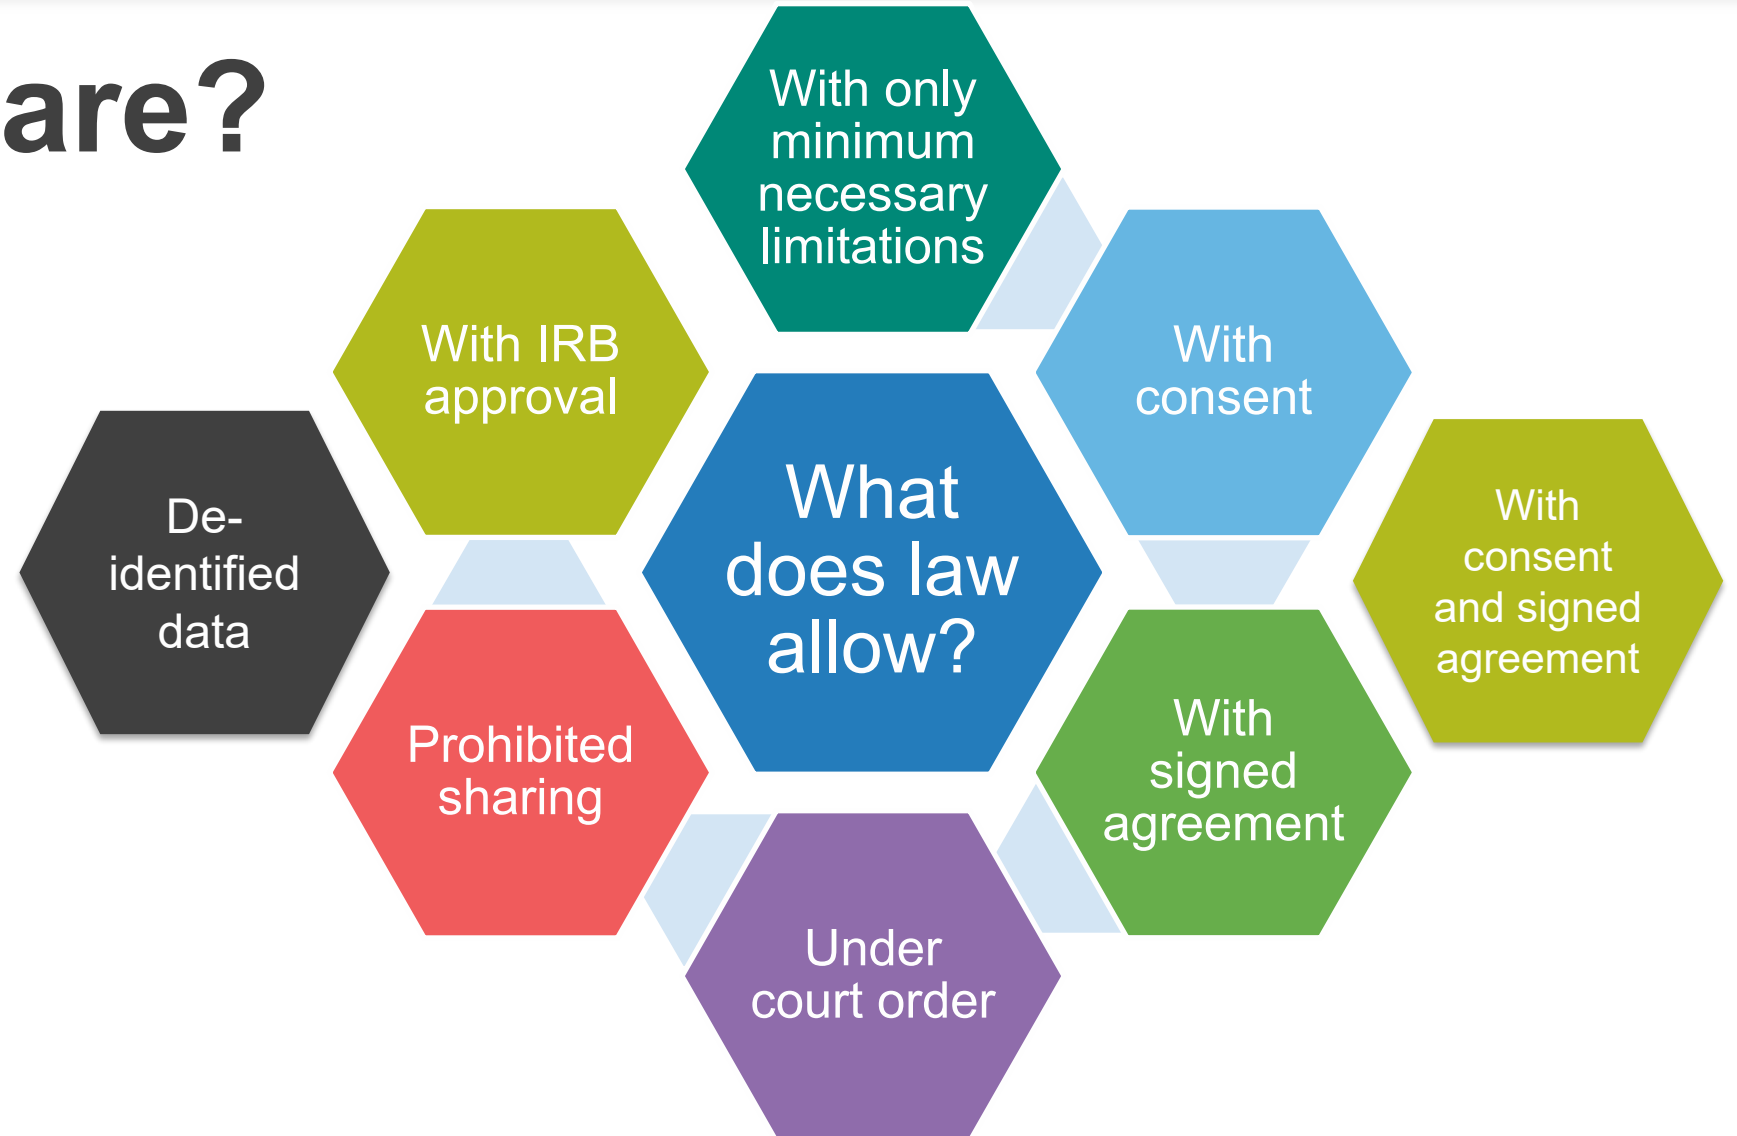 are?
With only
minimum
necessary
limitations
With IRB
approval
With
consent
De-
identified
data
What
does law
allow?
With
consent
and signed
agreement
Prohibited
sharing
With
signed
agreement
Under
court order